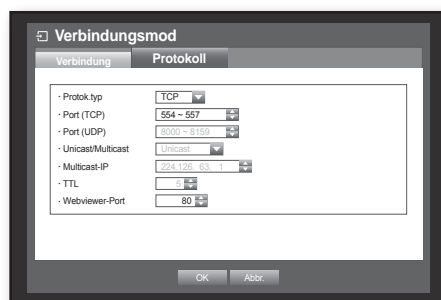 Verbindungsmod
Verbindung Protokoll
· Protok.typ TCP
· Port (TCP) 554 ~ 557
· Port (UDP) 8000 ~ 8159
· Unicast/Multicast Unicast
· Multicast-IP 224.126. 63. 1
· TTL 5
· Webviewer-Port 80
OK Abbr.